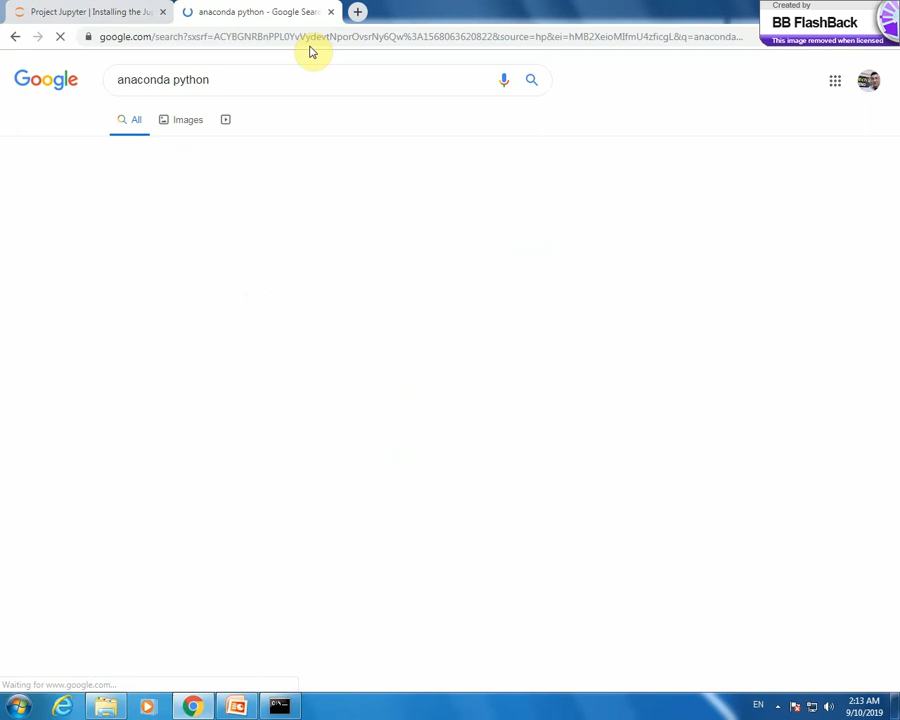 Project Jupyter | Installing the Ju
anaconda python - Google Sear
Created by
BB FlashBack
This image removed when licensed
google.com/search?sxsrf=ACYBGNRBnPPL0YvVydevtNporOvsrNy6Qw%3A1568063620822&source=hp&ei=hMB2XeioMIfmU4zficgL&q=anaconda...
Google
anaconda python
All
Images
Waiting for www.google.com...
EN
2:13 AM
9/10/2019